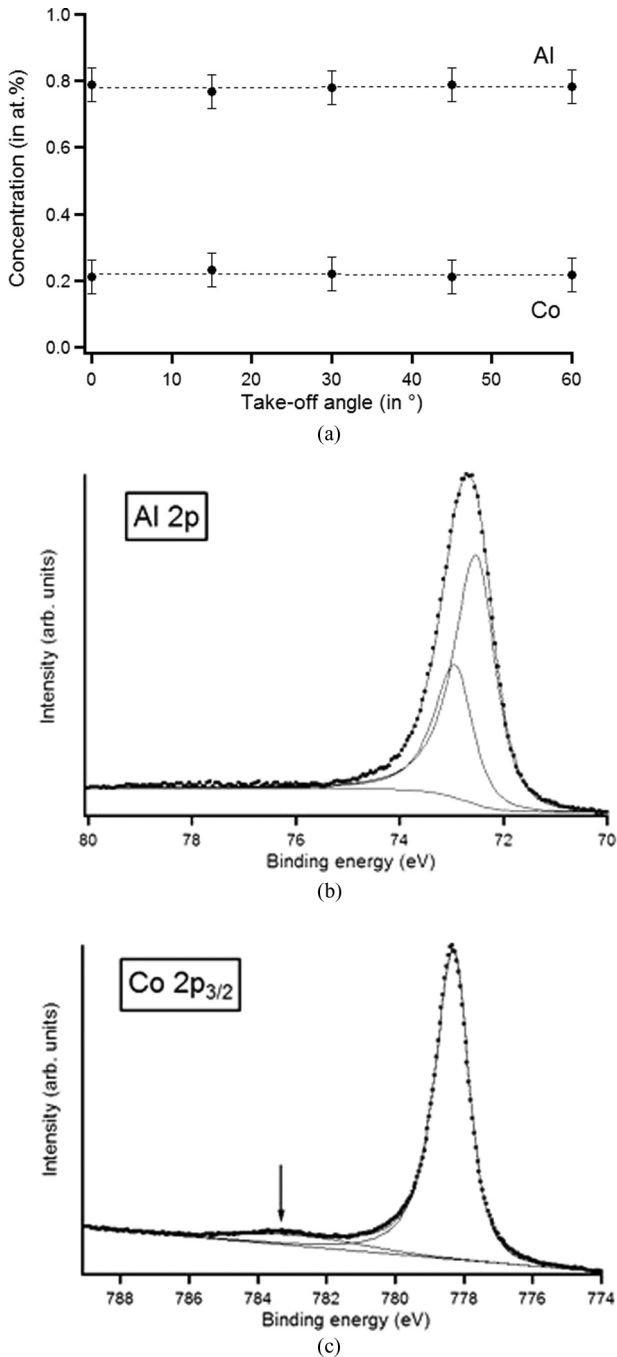 1.0
0.8
0.6
0.4
0.2
0.0
Concentration (in at.%)
Al
Co
0 10 20 30 40 50 60
Take-off angle (in °)
(a)
Al 2p
Intensity (arb. units)
80 78 76 74 72 70
Binding energy (eV)
(b)
Co 2p3/2
Intensity (arb. units)
788 786 784 782 780 778 776 774
Binding energy (eV)
(c)